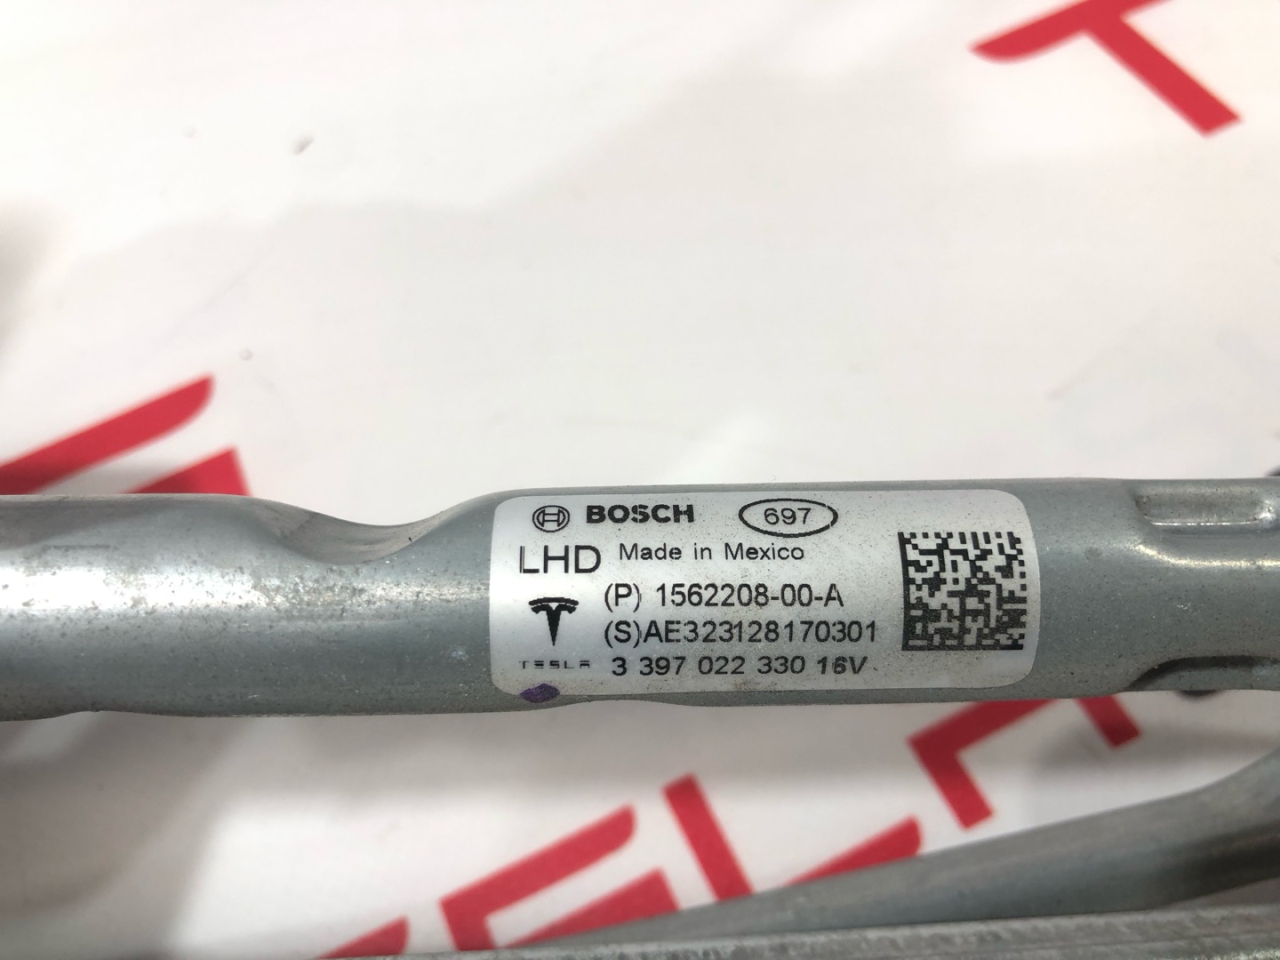 BOSCH 697
LHD Made in Mexico
(P) 1562208-00-A
(S)AE323128170301
TESLA 3 397 022 330 16V